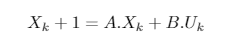 X_k + 1 = A.X_k + B.U_k